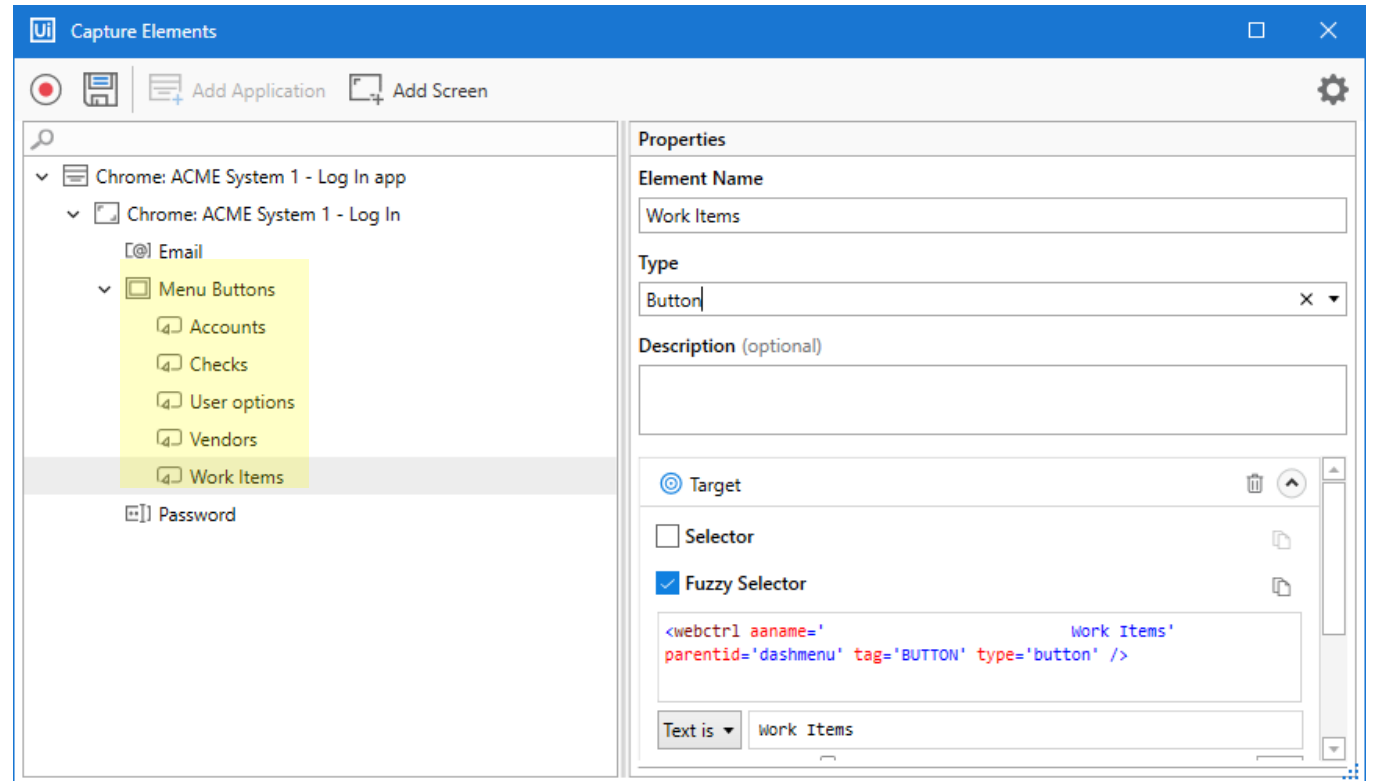 Ui Capture Elements
Add Application Add Screen
Chrome: ACME System 1 - Log In app
Chrome: ACME System 1 - Log In
[@] Email
Menu Buttons
Accounts
Checks
User options
Vendors
Work Items
Password
Properties
Element Name
Work Items
Type
Button
Description (optional)
Target
Selector
Fuzzy Selector
<webctrl aaname=' Work Items'
parentid='dashmenu' tag='BUTTON' type='button' />
Text is Work Items